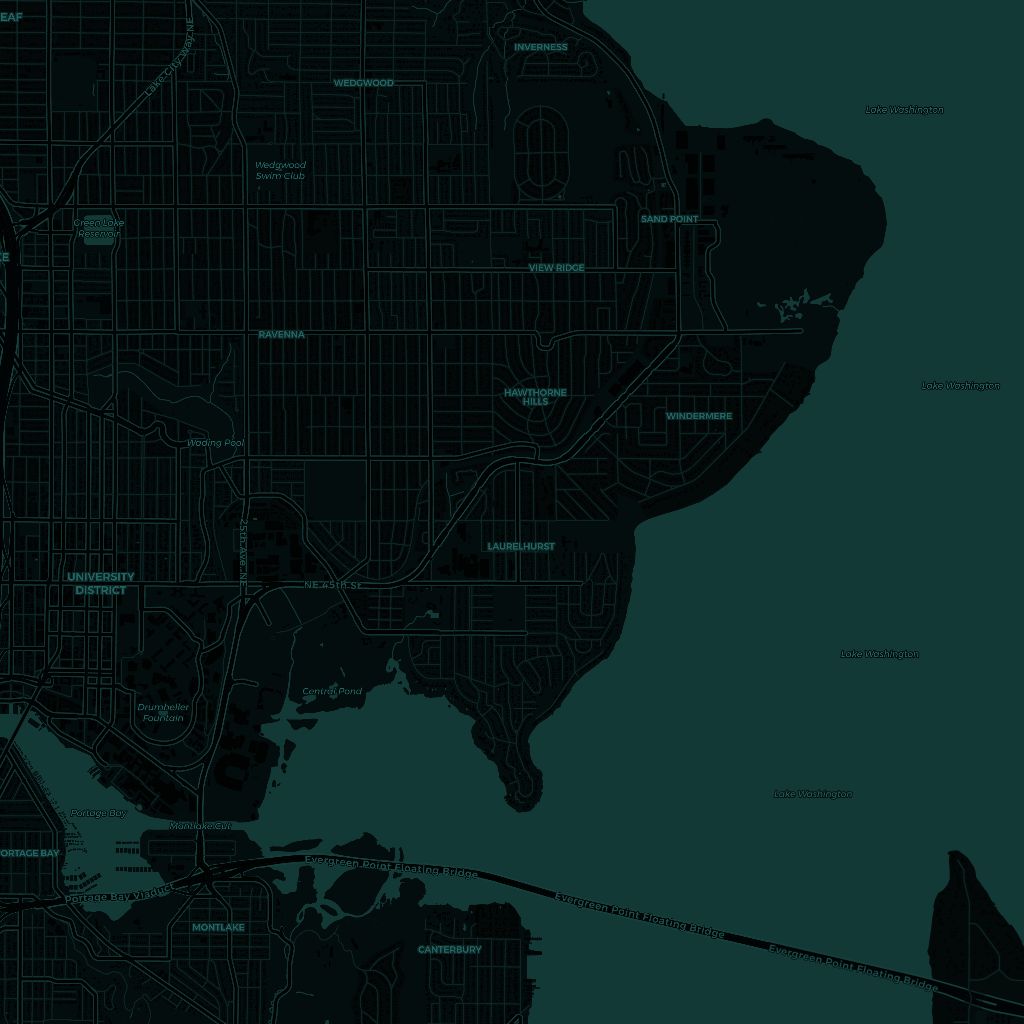 EAF
INVERNESS
Lake City Way NE
WEDGWOOD
Lake Washington
Wedgwood
Swim Club
SAND POINT
Green Lake
Reservoir
KE
VIEW RIDGE
RAVENNA
Lake Washington
HAWTHORNE
HILLS
WINDERMERE
Wading Pool
25th Ave NE
LAURELHURST
UNIVERSITY
DISTRICT
NE 45th St
Lake Washington
Central Pond
Drumheller
Fountain
Lake Washington
Portage Bay
Montlake Cut
PORTAGE BAY
Evergreen Point Floating Bridge
Portage Bay Viaduct
Evergreen Point Floating Bridge
MONTLAKE
CANTERBURY
Evergreen Point Floating Bridge